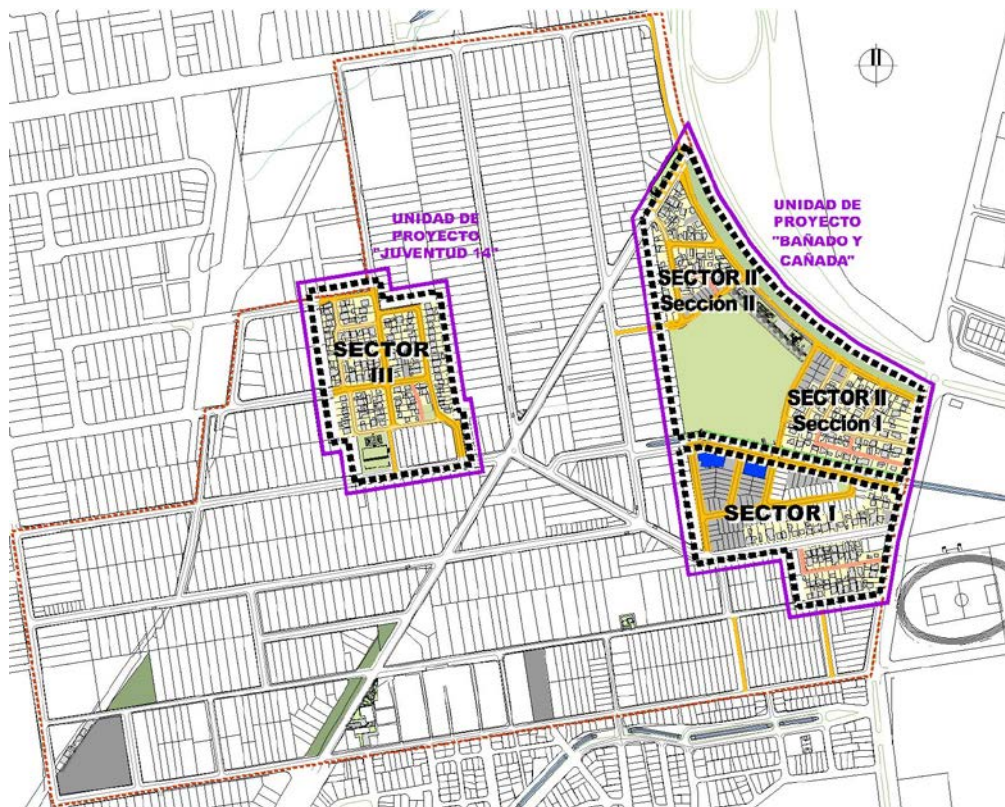 II
UNIDAD DE
PROYECTO
"JUVENTUD 14"
UNIDAD DE
PROYECTO
"BAÑADO Y
CAÑADA"
SECTOR II
Sección II
SECTOR
III
SECTOR II
Sección I
SECTOR I